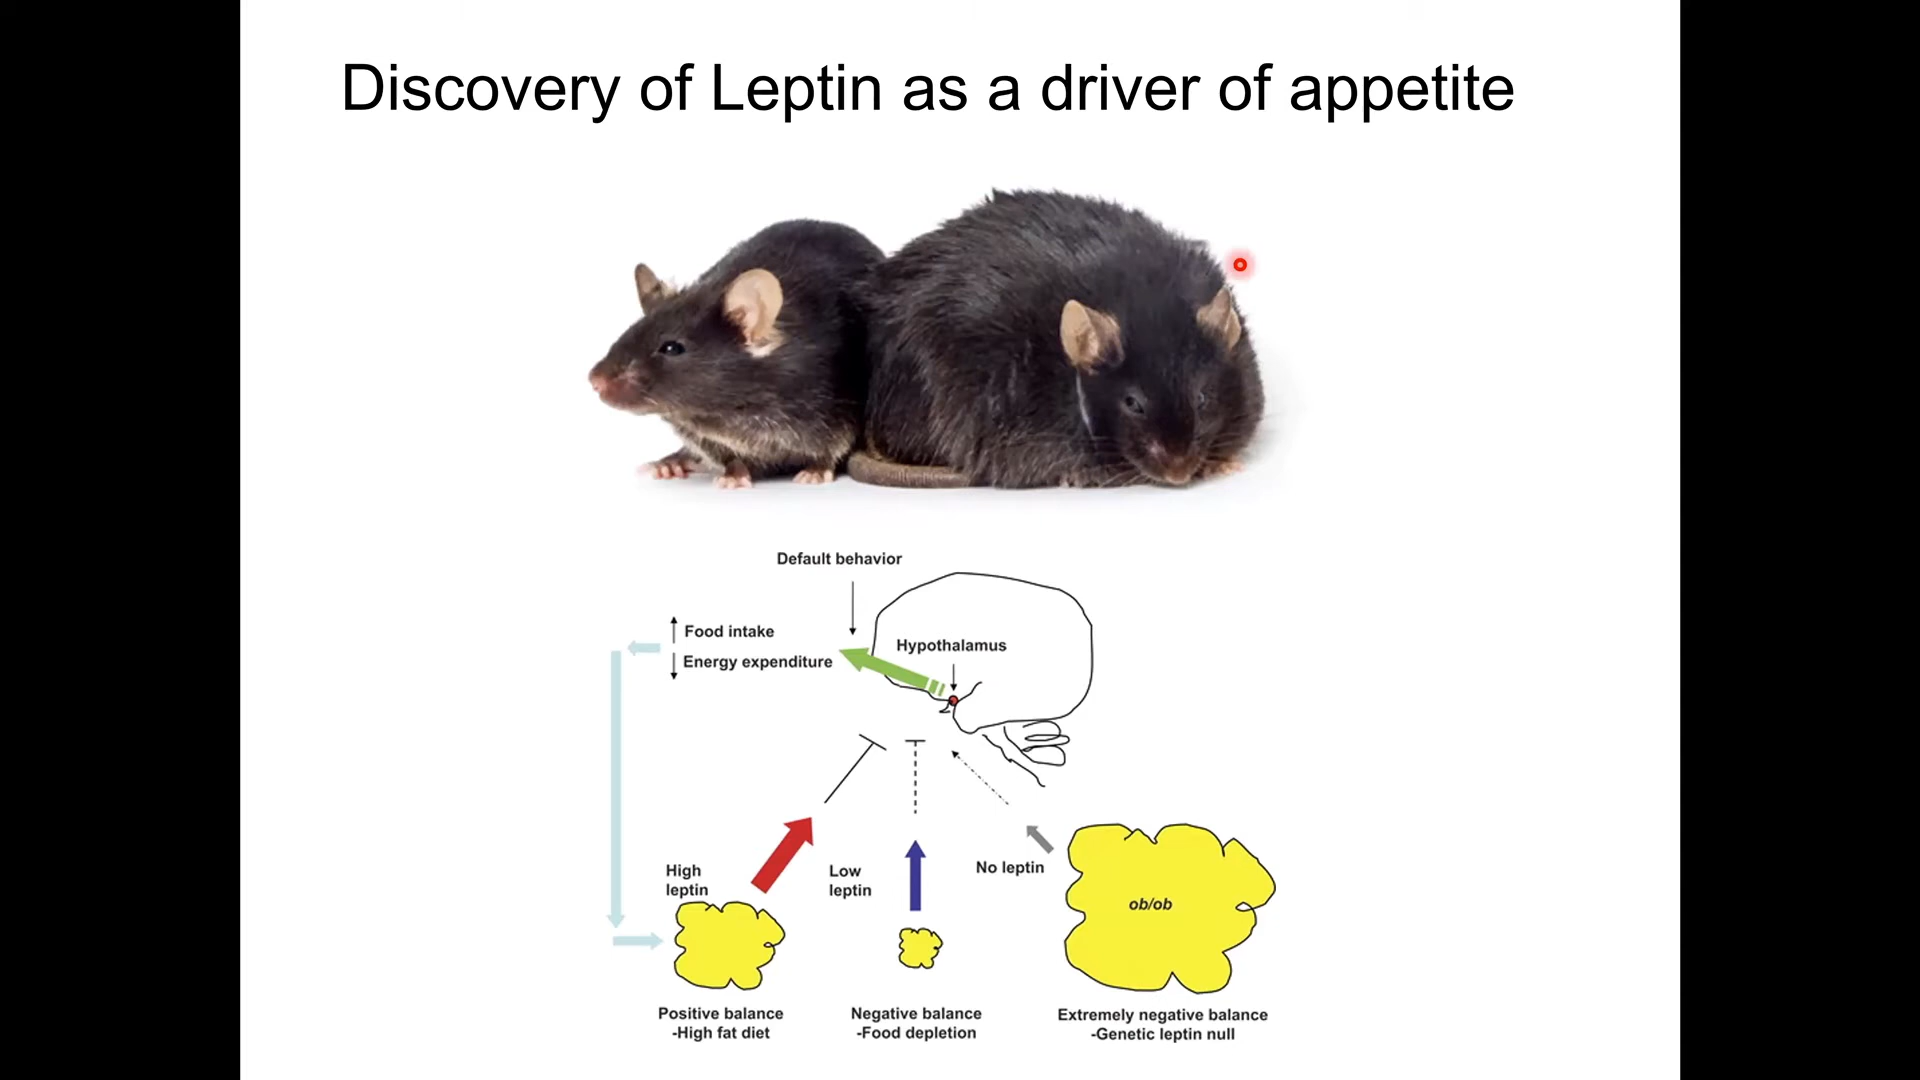 Discovery of Leptin as a driver of appetite
Default behavior
Food intake
Energy expenditure
Hypothalamus
High
leptin
Low
leptin
No leptin
ob/ob
Positive balance
-High fat diet
Negative balance
-Food depletion
Extremely negative balance
-Genetic leptin null